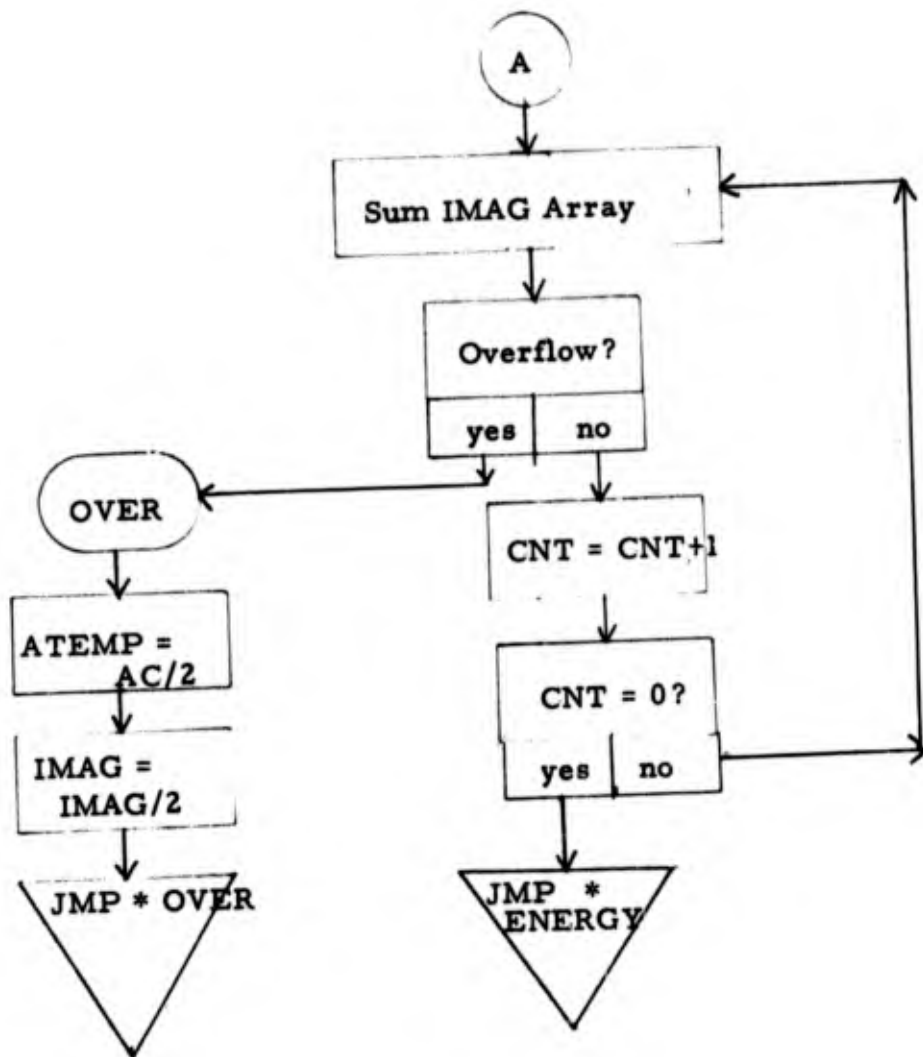 A
Sum IMAG Array
Overflow?
yes no
OVER
CNT = CNT+1
ATEMP =
AC/2
CNT = 0?
IMAG =
IMAG/2
yes no
JMP * OVER
JMP *
ENERGY